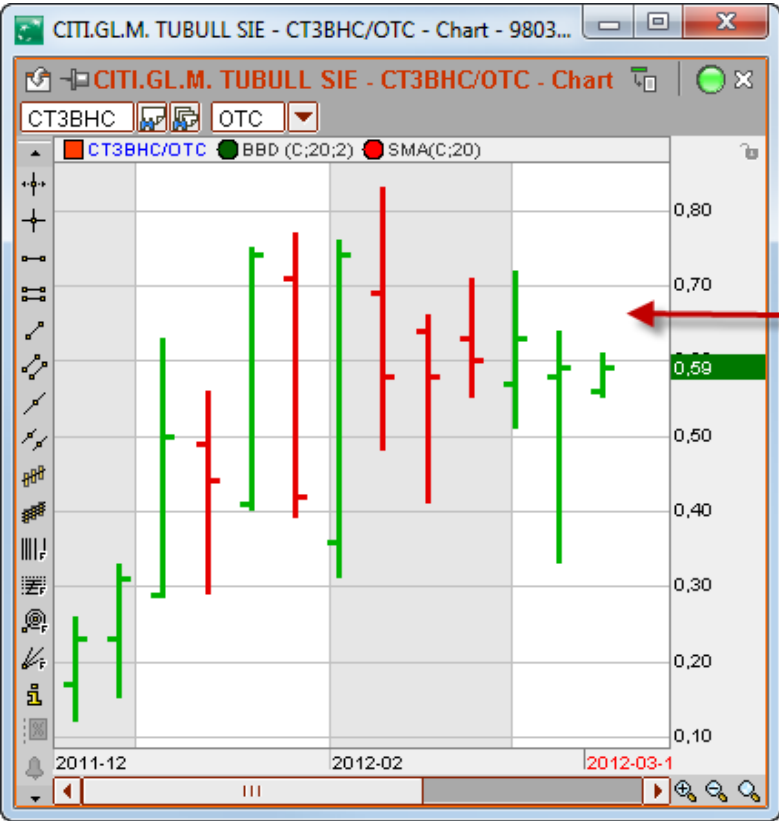 CITI.GL.M. TUBULL SIE - CT3BHC/OTC - Chart - 9803...
CITI.GL.M. TUBULL SIE - CT3BHC/OTC - Chart
CT3BHC OTC
CT3BHC/OTC BBD (C;20;2) SMA(C;20)
0,80
0,70
0,59
0,50
0,40
0,30
0,20
0,10
2011-12 2012-02 2012-03-1